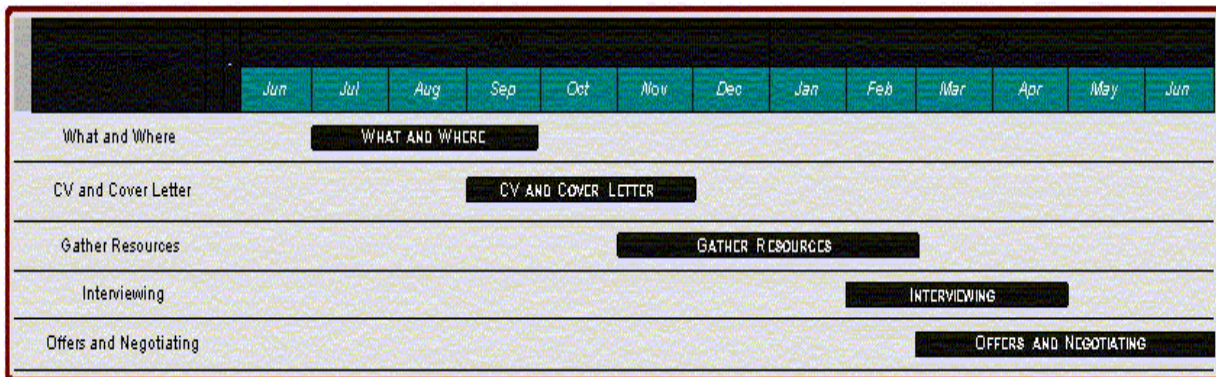 Jun Jul Aug Sep Oct Nov Dec Jan Feb Mar Apr May Jun
What and Where WHAT AND WHERE
CV and Cover Letter CV AND COVER LETTER
Gather Resources GATHER RESOURCES
Interviewing INTERVIEWING
Offers and Negotiating OFFERS AND NEGOTIATING